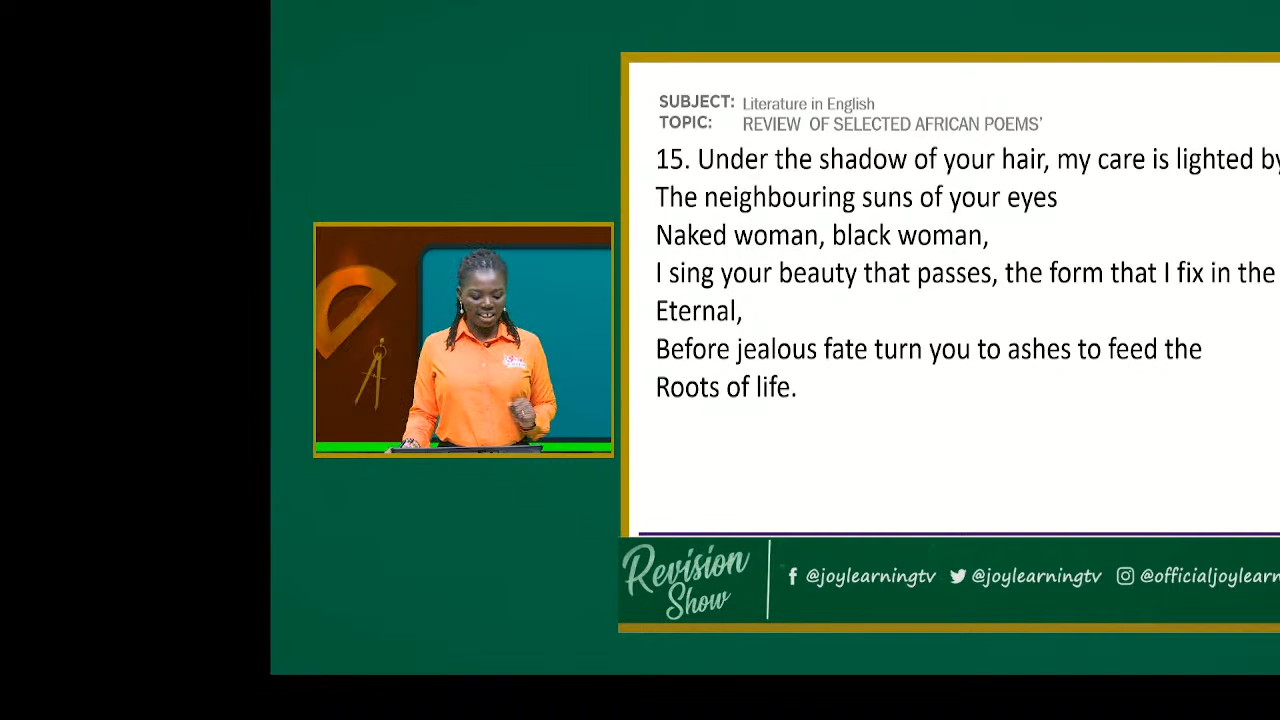 SUBJECT: Literature in English
TOPIC: REVIEW OF SELECTED AFRICAN POEMS’
15. Under the shadow of your hair, my care is lighted by
The neighbouring suns of your eyes
Naked woman, black woman,
I sing your beauty that passes, the form that I fix in the
Eternal,
Before jealous fate turn you to ashes to feed the
Roots of life.
Revision
Show
@joylearningtv @joylearningtv @officialjoylearn